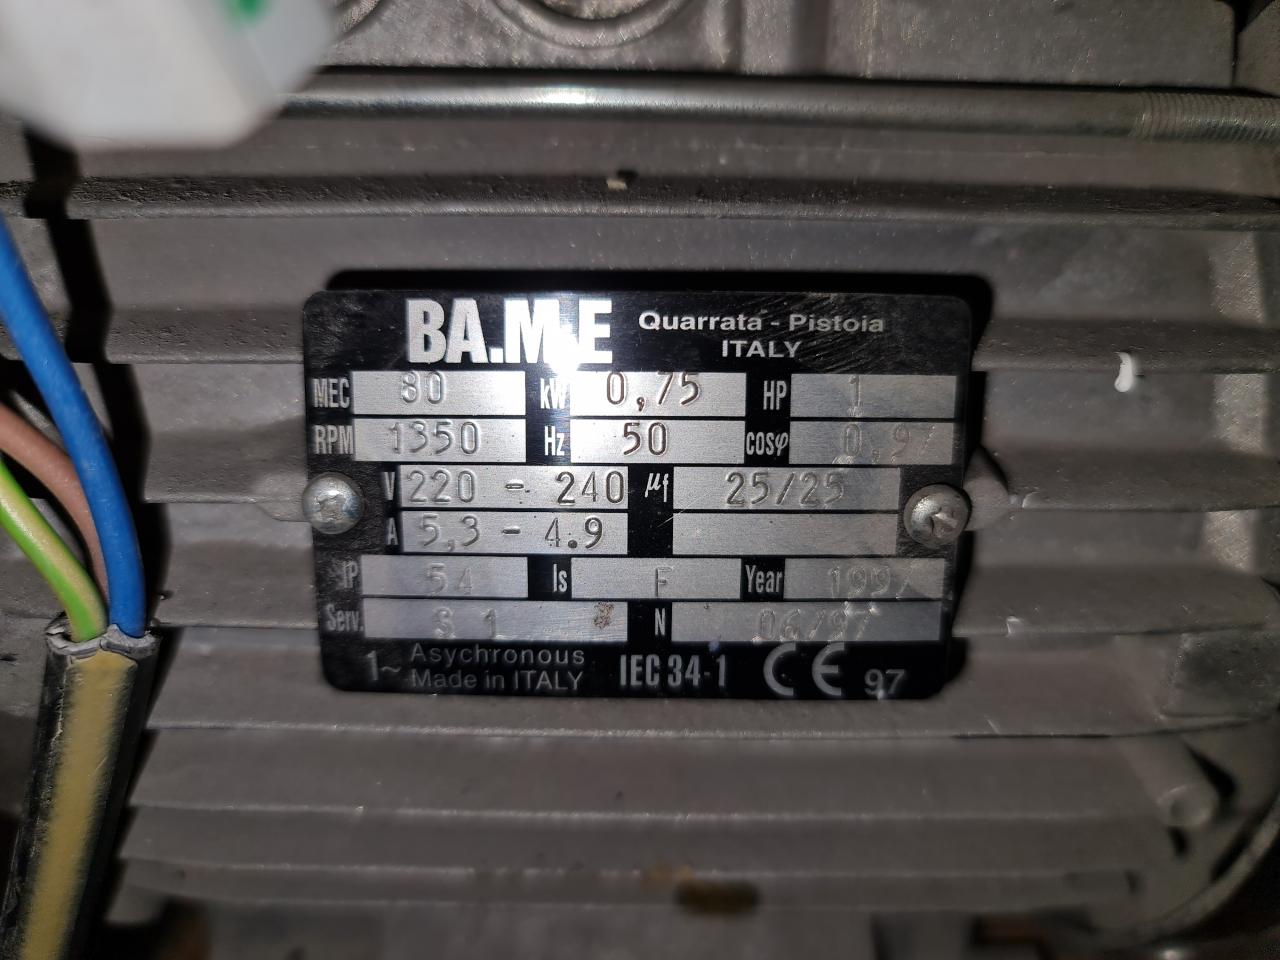 BA.M.E Quarrata - Pistoia
ITALY
MEC 80 kW 0,75 HP 1
RPM 1350 Hz 50 cosφ 0,9
V 220 - 240 µf 25/25
A 5,3 - 4.9
IP 54 Is F Year 1997
Serv. S 1 N 06/97
1~ Asychronous
Made in ITALY IEC 34-1 CE 97